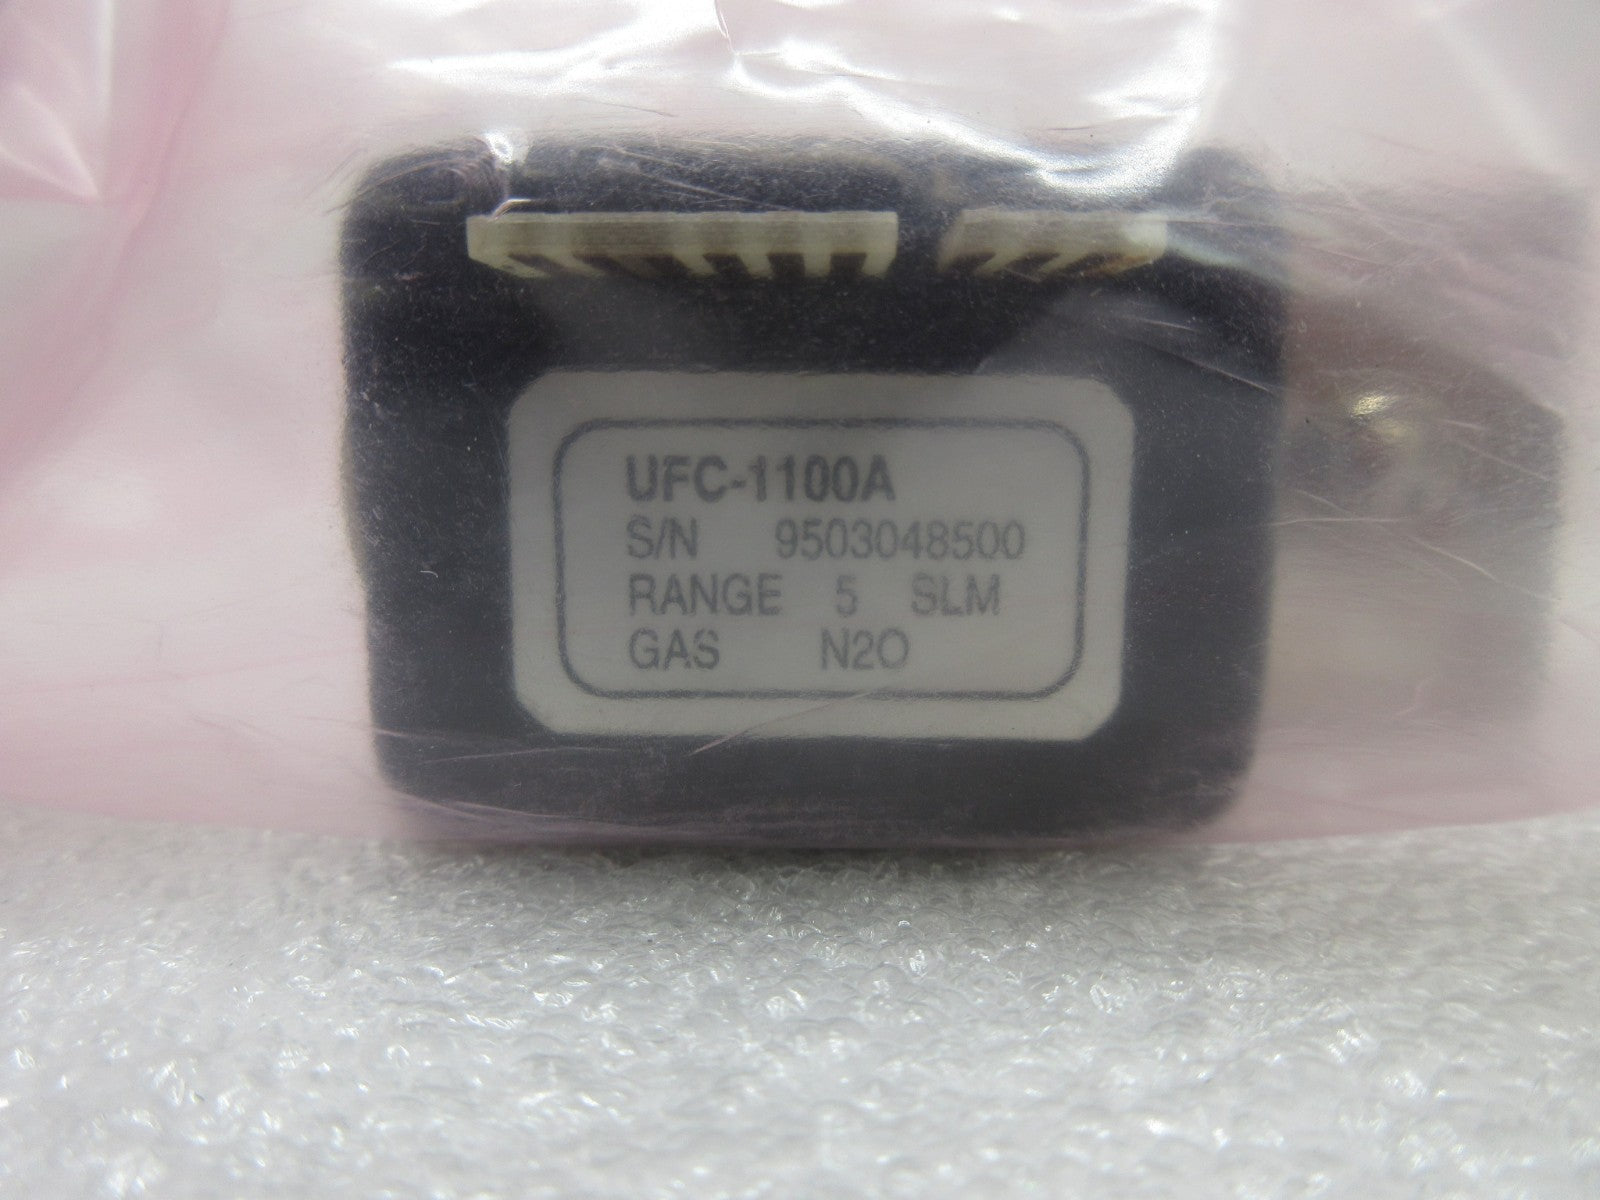 UFC-1100A
S/N 9503048500
RANGE 5 SLM
GAS N2O